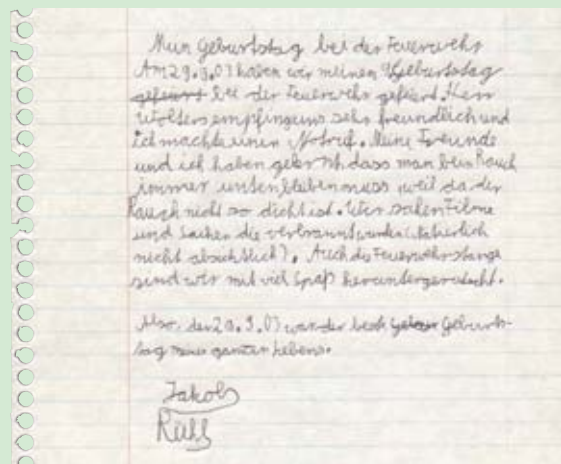 Mein Geburtstag bei der Feuerwehr
Am 29.3.03 haben wir meinen Geburtstag
gefeiert bei der Feuerwehr gefeiert. Herr
Wolters empfing uns sehr freundlich und
ich machte einen Notruf. Meine Freunde
und ich haben gelernt dass man beim Rauch
immer unten bleiben muss weil da der
Rauch nicht so dicht ist. Wir sahen Filme
und Sachen die verbrannt wurden (natürlich
nicht absichtlich). Auch die Feuerwehrstange
sind wir mit viel Spaß heruntergerutscht.
Also, der 29.3.03 war der beste Geburts-
tag meines ganzen Lebens.
Jakob